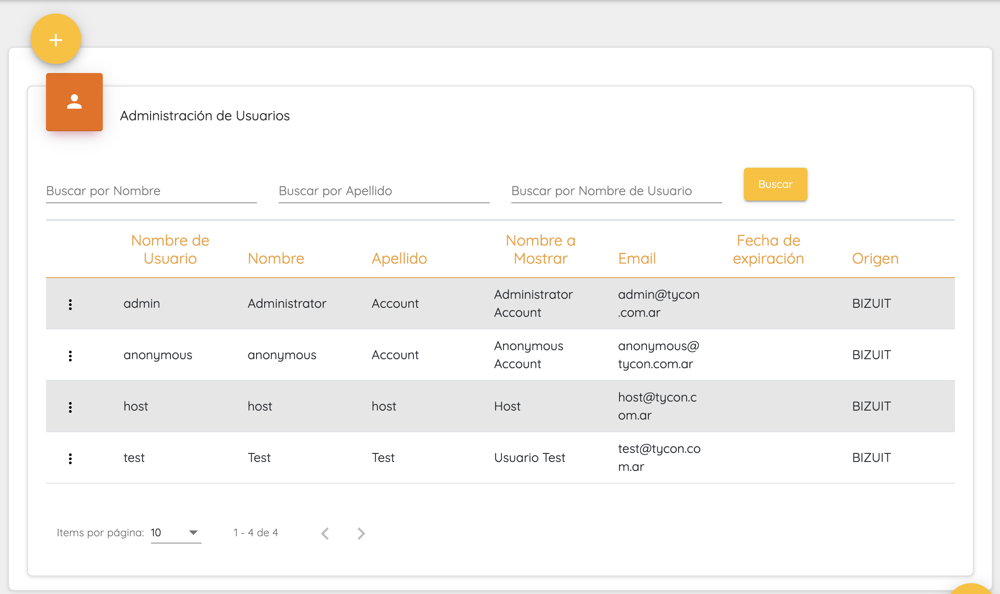 +
Administración de Usuarios
Buscar por Nombre
Buscar por Apellido
Buscar por Nombre de Usuario
Buscar
Nombre de
Usuario
Nombre
Apellido
Nombre a
Mostrar
Email
Fecha de
expiración
Origen
admin
Administrator
Account
Administrator
Account
admin@tycon
.com.ar
BIZUIT
anonymous
anonymous
Account
Anonymous
Account
anonymous@
tycon.com.ar
BIZUIT
host
host
host
Host
host@tycon.c
om.ar
BIZUIT
test
Test
Test
Usuario Test
test@tycon.co
m.ar
BIZUIT
Items por página: 10
1 - 4 de 4